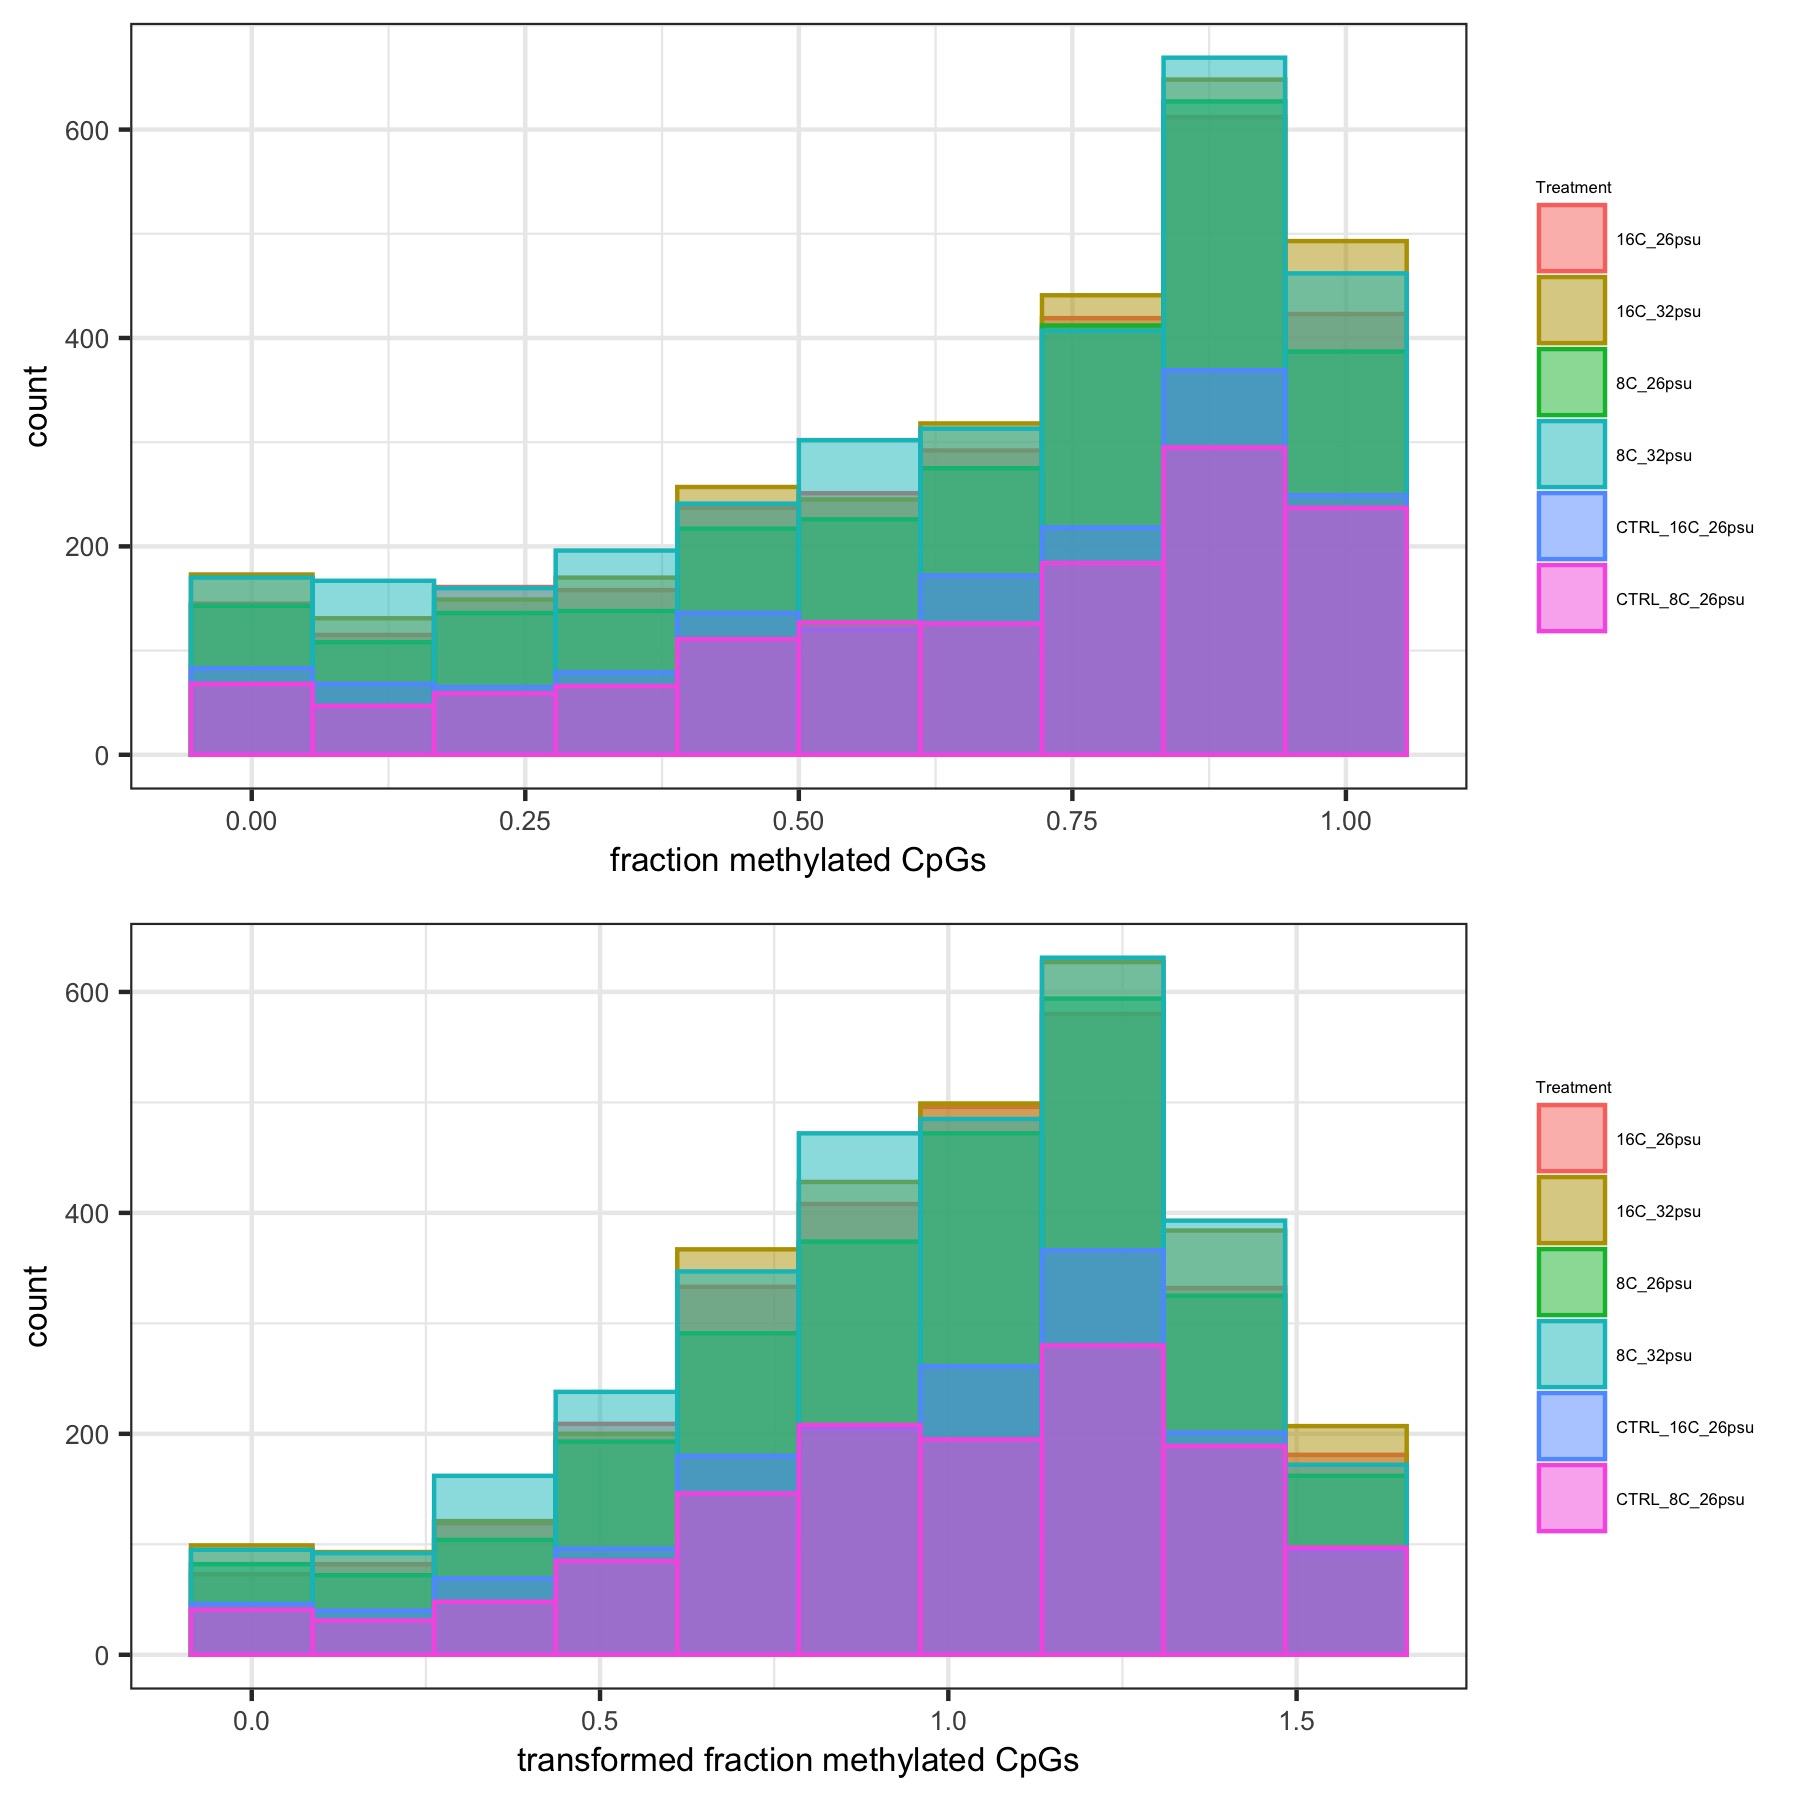 600
400
200
0
count
0.00 0.25 0.50 0.75 1.00
fraction methylated CpGs
Treatment
16C_26psu
16C_32psu
8C_26psu
8C_32psu
CTRL_16C_26psu
CTRL_8C_26psu
600
400
200
0
count
0.0 0.5 1.0 1.5
transformed fraction methylated CpGs
Treatment
16C_26psu
16C_32psu
8C_26psu
8C_32psu
CTRL_16C_26psu
CTRL_8C_26psu